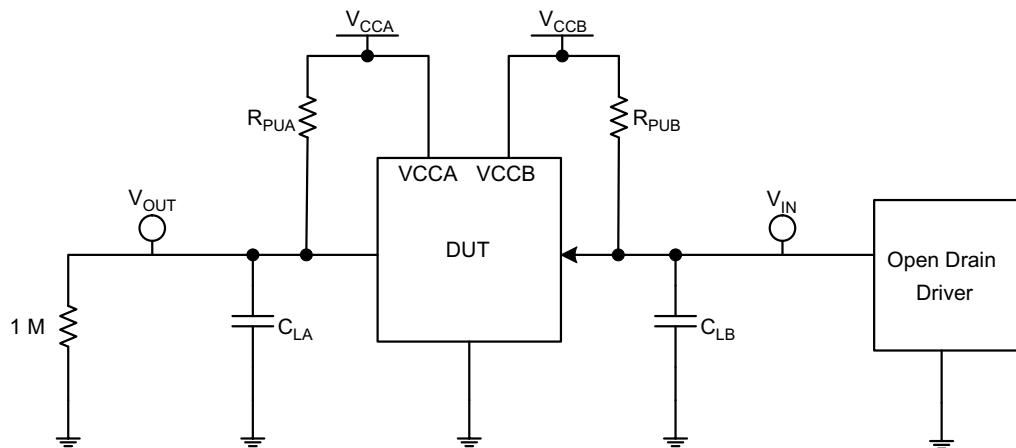 V_CCA
V_CCB
R_PUA
R_PUB
VCCA VCCB
V_OUT
V_IN
DUT
Open Drain
Driver
1 M
C_LA
C_LB